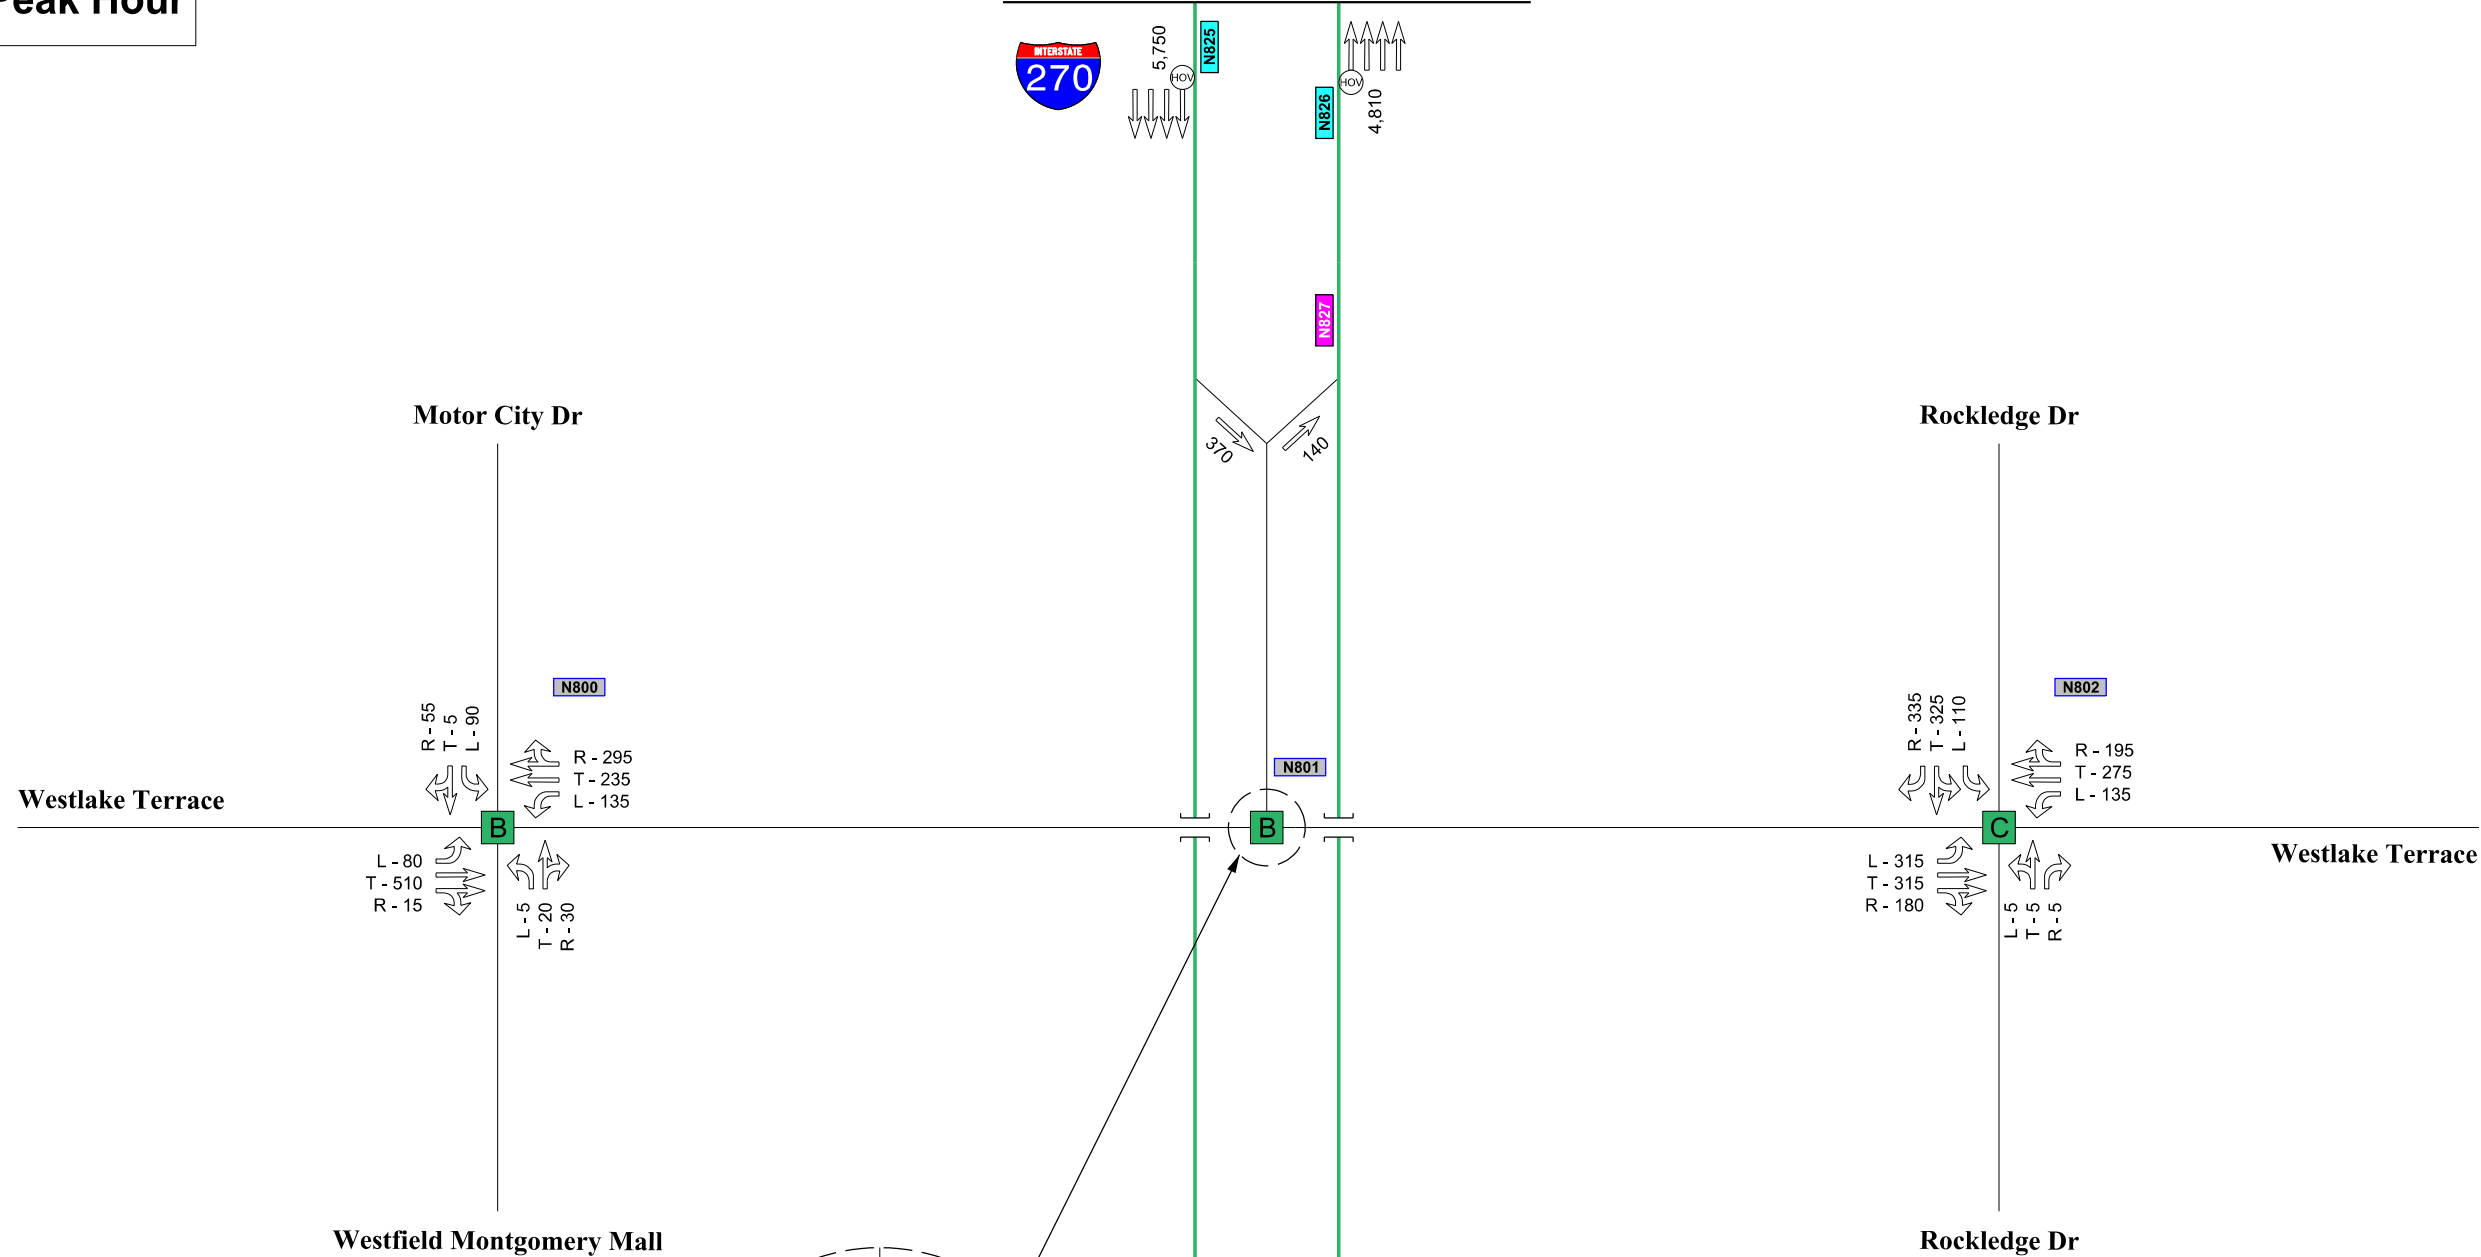 Peak Hour
INTERSTATE
270
5,750
HOV
N825
N826
HOV
4,810
N827
370
140
Motor City Dr
Rockledge Dr
N800
R - 55
T - 5
L - 90
R - 295
T - 235
L - 135
Westlake Terrace
B
L - 80
T - 510
R - 15
L - 5
T - 20
R - 30
N801
B
N802
R - 335
T - 325
L - 110
R - 195
T - 275
L - 135
C
Westlake Terrace
L - 315
T - 315
R - 180
L - 5
T - 5
R - 5
Westfield Montgomery Mall
Rockledge Dr